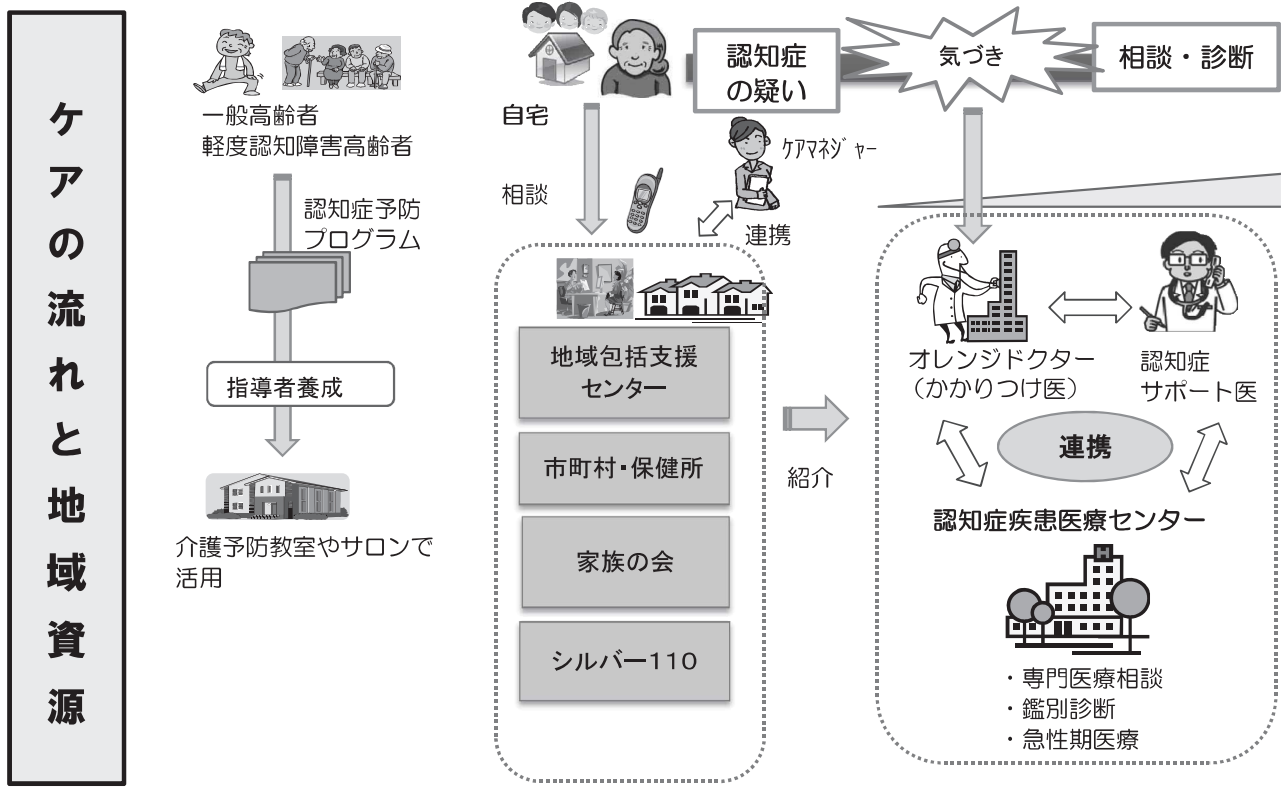 ケアの流れと地域資源
一般高齢者
軽度認知障害高齢者
認知症予防
プログラム
指導者養成
介護予防教室やサロンで
活用
自宅
相談
認知症
の疑い
気づき
相談・診断
ケアマネジャー
連携
地域包括支援
センター
市町村・保健所
家族の会
シルバー110
紹介
オレンジドクター
(かかりつけ医)
認知症
サポート医
連携
認知症疾患医療センター
H
・専門医療相談
・鑑別診断
・急性期医療